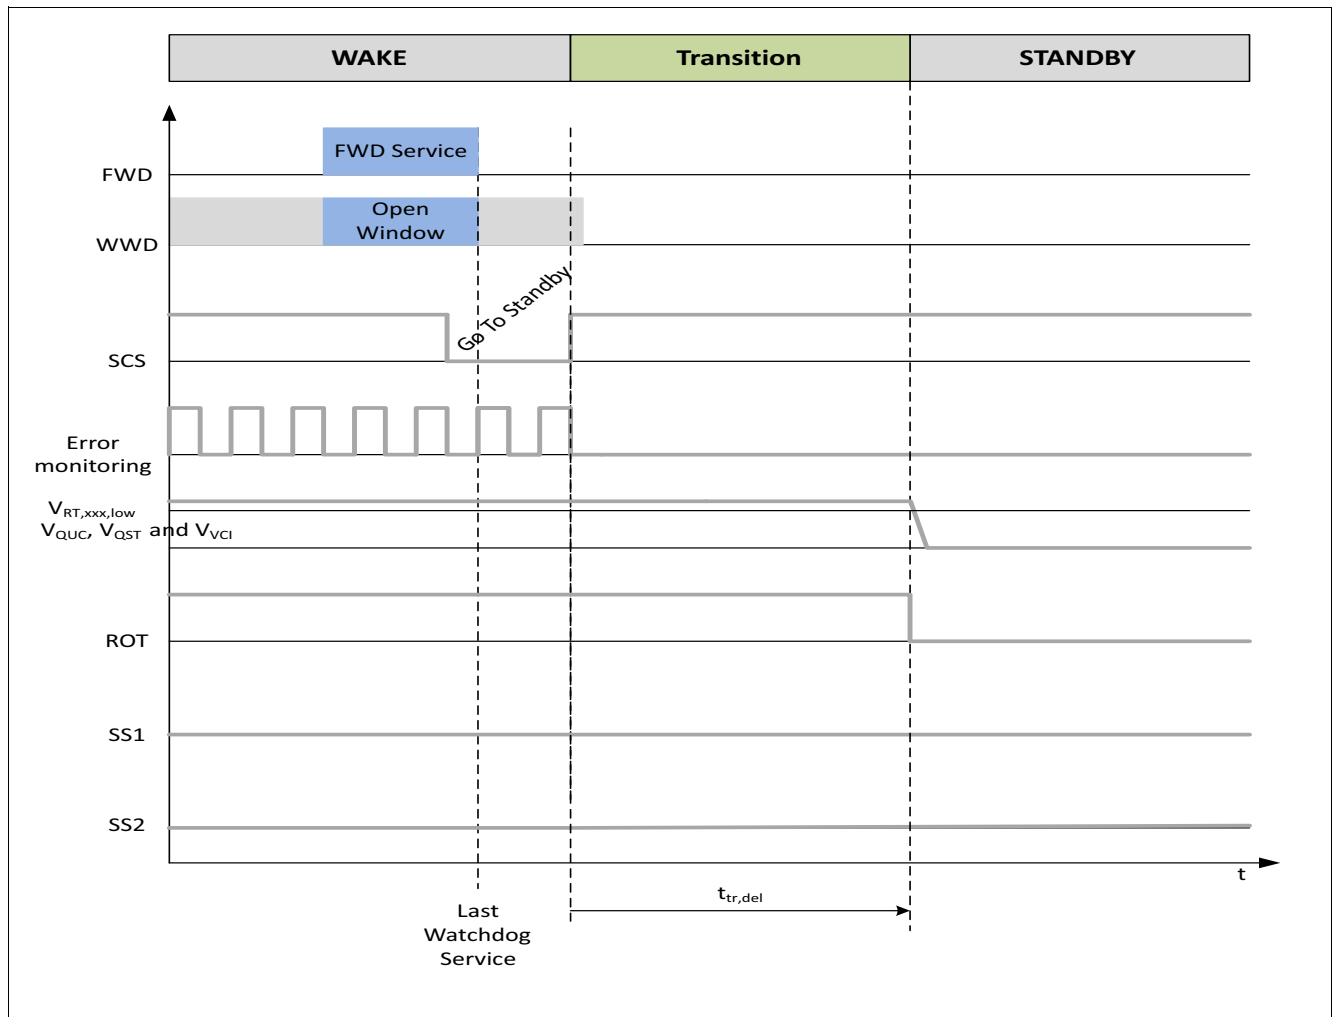 WAKE
Transition
STANDBY
FWD Service
FWD
Open
Window
WWD
Go To Standby
SCS
Error
monitoring
VRT,xxx,low
VQUC, VQST and VVCI
ROT
SS1
SS2
t
ttr,del
Last
Watchdog
Service